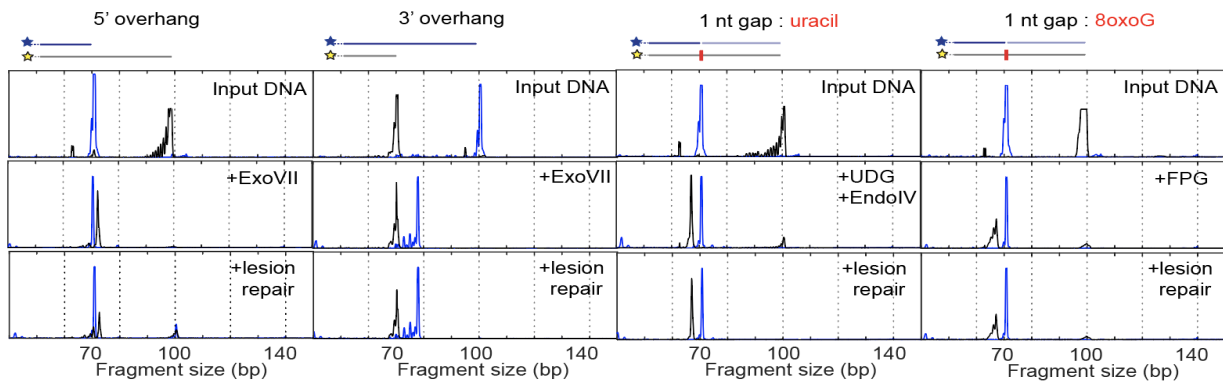 5' overhang
3' overhang
1 nt gap : uracil
1 nt gap : 8oxoG
Input DNA
Input DNA
Input DNA
Input DNA
+ExoVII
+ExoVII
+UDG
+EndoIV
+FPG
+lesion
repair
+lesion
repair
+lesion
repair
+lesion
repair
70 100 140
70 100 140
70 100 140
70 100 140
Fragment size (bp)
Fragment size (bp)
Fragment size (bp)
Fragment size (bp)